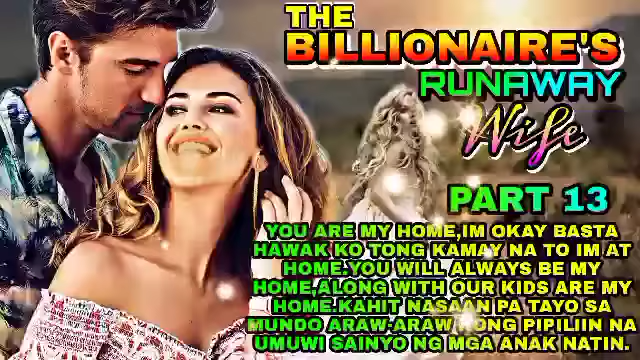 THE
BILLIONAIRE'S
RUNAWAY
Wife
PART 13
YOU ARE MY HOME,IM OKAY BASTA
HAWAK KO TONG KAMAY NA TO IM AT
HOME.YOU WILL ALWAYS BE MY
HOME,ALONG WITH OUR KIDS ARE MY
HOME.KAHIT NASAAN PA TAYO SA
MUNDO ARAW-ARAW KONG PIPILIIN NA
UMUWI SAINYO NG MGA ANAK NATIN.